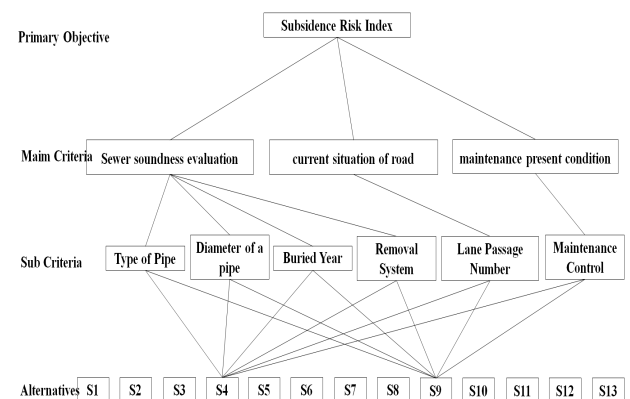 Subsidence Risk Index
Primary Objective
Maim Criteria
Sewer soundness evaluation
current situation of road
maintenance present condition
Sub Criteria
Type of Pipe
Diameter of a
pipe
Buried Year
Removal
System
Lane Passage
Number
Maintenance
Control
Alternatives S1 S2 S3 S4 S5 S6 S7 S8 S9 S10 S11 S12 S13